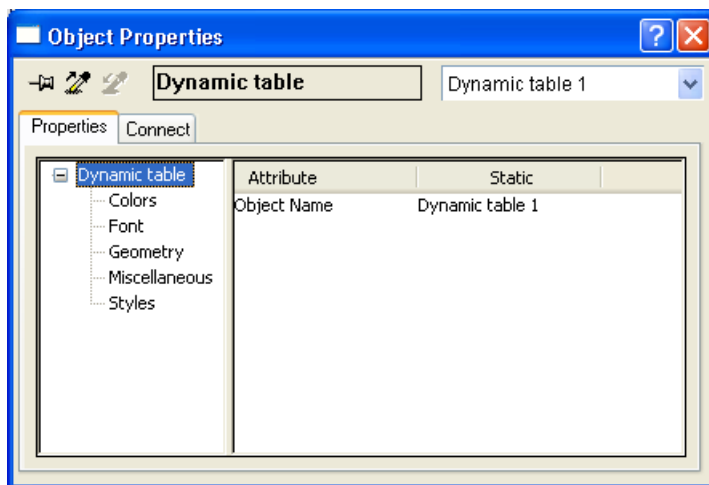 Object Properties
Dynamic table
Dynamic table 1
Properties
Connect
Dynamic table
Colors
Font
Geometry
Miscellaneous
Styles
Attribute Static
Object Name Dynamic table 1